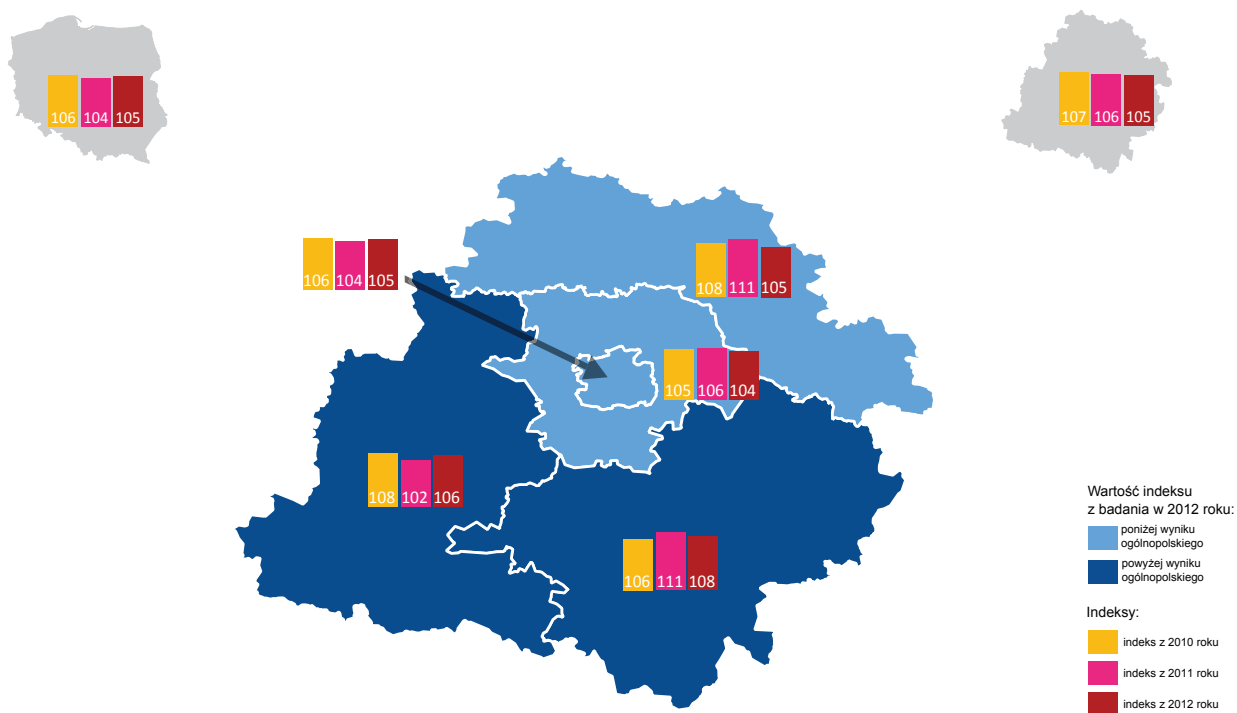 106 104 105
107 106 105
106 104 105
108 111 105
105 106 104
108 102 106
106 111 108
Wartość indeksu
z badania w 2012 roku:
poniżej wyniku
ogólnopolskiego
powyżej wyniku
ogólnopolskiego
Indeksy:
indeks z 2010 roku
indeks z 2011 roku
indeks z 2012 roku